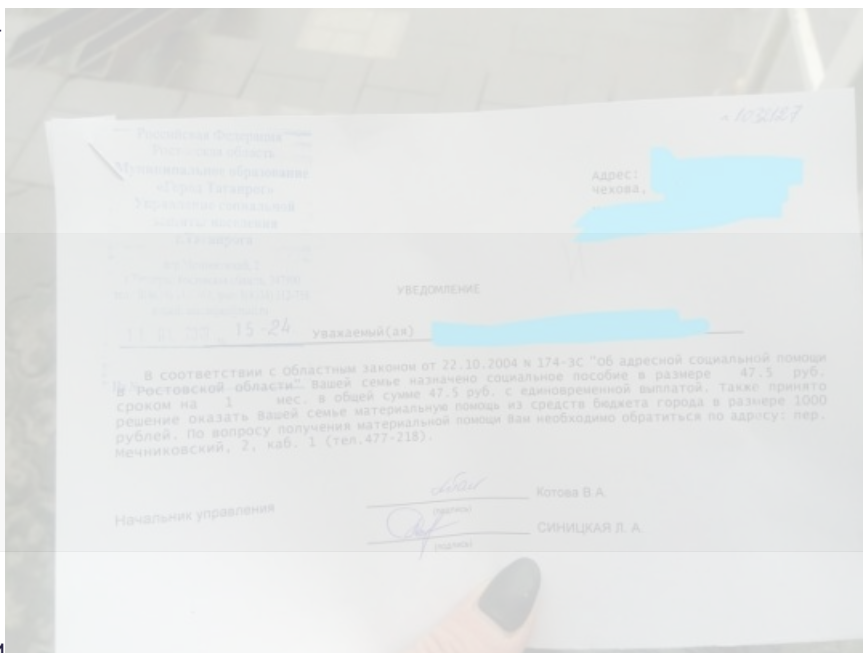 Российская Федерация
Ростовская область
Муниципальное образование
«Город Таганрог»
Управление социальной
защиты населения
г.Таганрога
15-24
Адрес:
чехова,
УВЕДОМЛЕНИЕ
Уважаемый(ая)
В соответствии с Областным законом от 22.10.2004 N 174-ЗС "Об адресной социальной помощи
в Ростовской области" Вашей семье назначено социальное пособие в размере 47.5 руб.
сроком на 1 мес. в общей сумме 47.5 руб. с единовременной выплатой. Также принято
решение оказать Вашей семье материальную помощь из средств бюджета города в размере 1000
рублей. По вопросу получения материальной помощи Вам необходимо обратиться по адресу: пер.
Мечниковский, 2, каб. 1 (тел.477-218).
Начальник управления
Котова В.А.
(подпись)
СИНИЦКАЯ Л. А.
(подпись)